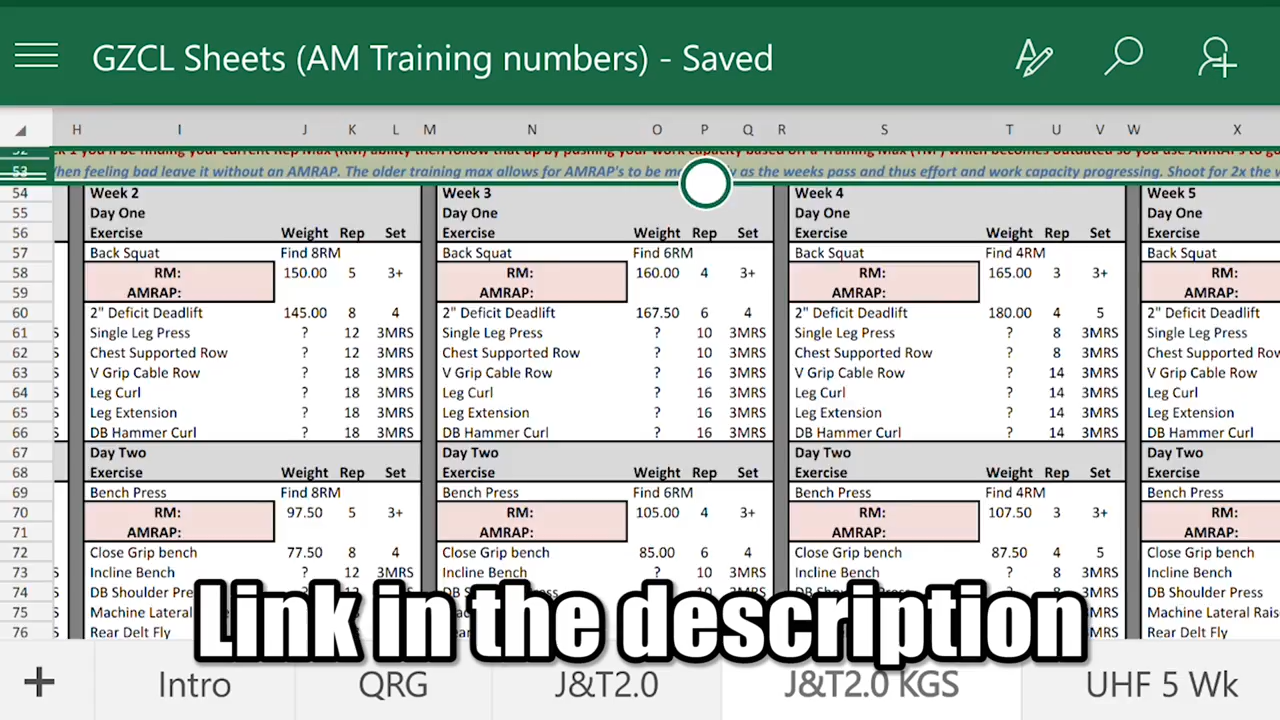 GZCL Sheets (AM Training numbers) - Saved
H I J K L M N O P Q R S T U V W X
53 When feeling bad leave it without an AMRAP. The older training max allows for AMRAP's to be as the weeks pass and thus effort and work capacity progressing. Shoot for 2x the
54 Week 2 Week 3 Week 4 Week 5
55 Day One Day One Day One Day One
56 Exercise Weight Rep Set Exercise Weight Rep Set Exercise Weight Rep Set Exercise
57 Back Squat Find 8RM Back Squat Find 6RM Back Squat Find 4RM Back Squat
58 RM: 150.00 5 3+ RM: 160.00 4 3+ RM: 165.00 3 3+ RM:
59 AMRAP: AMRAP: AMRAP: AMRAP:
60 2" Deficit Deadlift 145.00 8 4 2" Deficit Deadlift 167.50 6 4 2" Deficit Deadlift 180.00 4 5 2" Deficit Deadlift
61 S Single Leg Press ? 12 3MRS Single Leg Press ? 10 3MRS Single Leg Press ? 8 3MRS Single Leg Press
62 S Chest Supported Row ? 12 3MRS Chest Supported Row ? 10 3MRS Chest Supported Row ? 8 3MRS Chest Supported Row
63 S V Grip Cable Row ? 18 3MRS V Grip Cable Row ? 16 3MRS V Grip Cable Row ? 14 3MRS V Grip Cable Row
64 S Leg Curl ? 18 3MRS Leg Curl ? 16 3MRS Leg Curl ? 14 3MRS Leg Curl
65 S Leg Extension ? 18 3MRS Leg Extension ? 16 3MRS Leg Extension ? 14 3MRS Leg Extension
66 S DB Hammer Curl ? 18 3MRS DB Hammer Curl ? 16 3MRS DB Hammer Curl ? 14 3MRS DB Hammer Curl
67 Day Two Day Two Day Two Day Two
68 Exercise Weight Rep Set Exercise Weight Rep Set Exercise Weight Rep Set Exercise
69 Bench Press Find 8RM Bench Press Find 6RM Bench Press Find 4RM Bench Press
70 RM: 97.50 5 3+ RM: 105.00 4 3+ RM: 107.50 3 3+ RM:
71 AMRAP: AMRAP: AMRAP: AMRAP:
72 Close Grip bench 77.50 8 4 Close Grip bench 85.00 6 4 Close Grip bench 87.50 4 5 Close Grip bench
73 S Incline Bench ? 12 3MRS Incline Bench ? 10 3MRS Incline Bench ? 8 3MRS Incline Bench
74 S DB Shoulder Press
75 S Machine Lateral Machine Lateral Rais
76 Rear Delt Fly Rear Delt Fly
Link in the description
+ Intro QRG J&T2.0 J&T2.0 KGS UHF 5 Wk